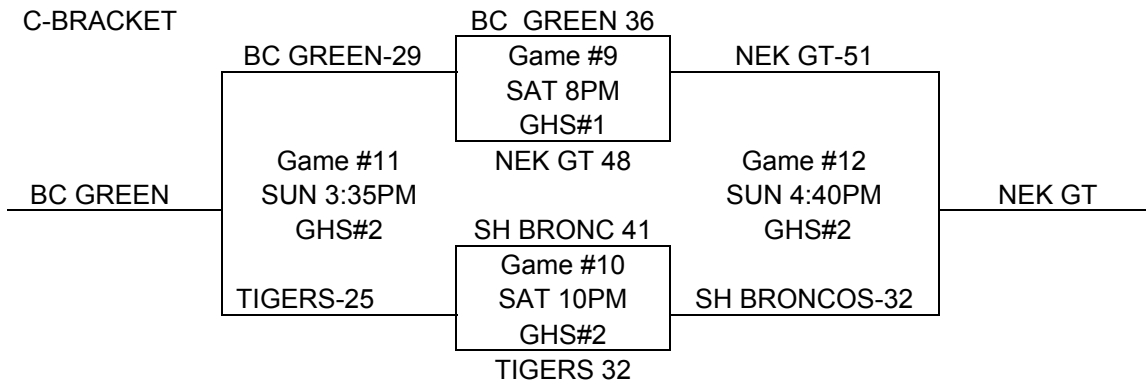 C-BRACKET
BC GREEN 36
BC GREEN-29
Game #9
NEK GT-51
SAT 8PM
GHS#1
Game #11
NEK GT 48
Game #12
BC GREEN
SUN 3:35PM
SUN 4:40PM
NEK GT
GHS#2
SH BRONC 41
GHS#2
Game #10
TIGERS-25
SAT 10PM
SH BRONCOS-32
GHS#2
TIGERS 32